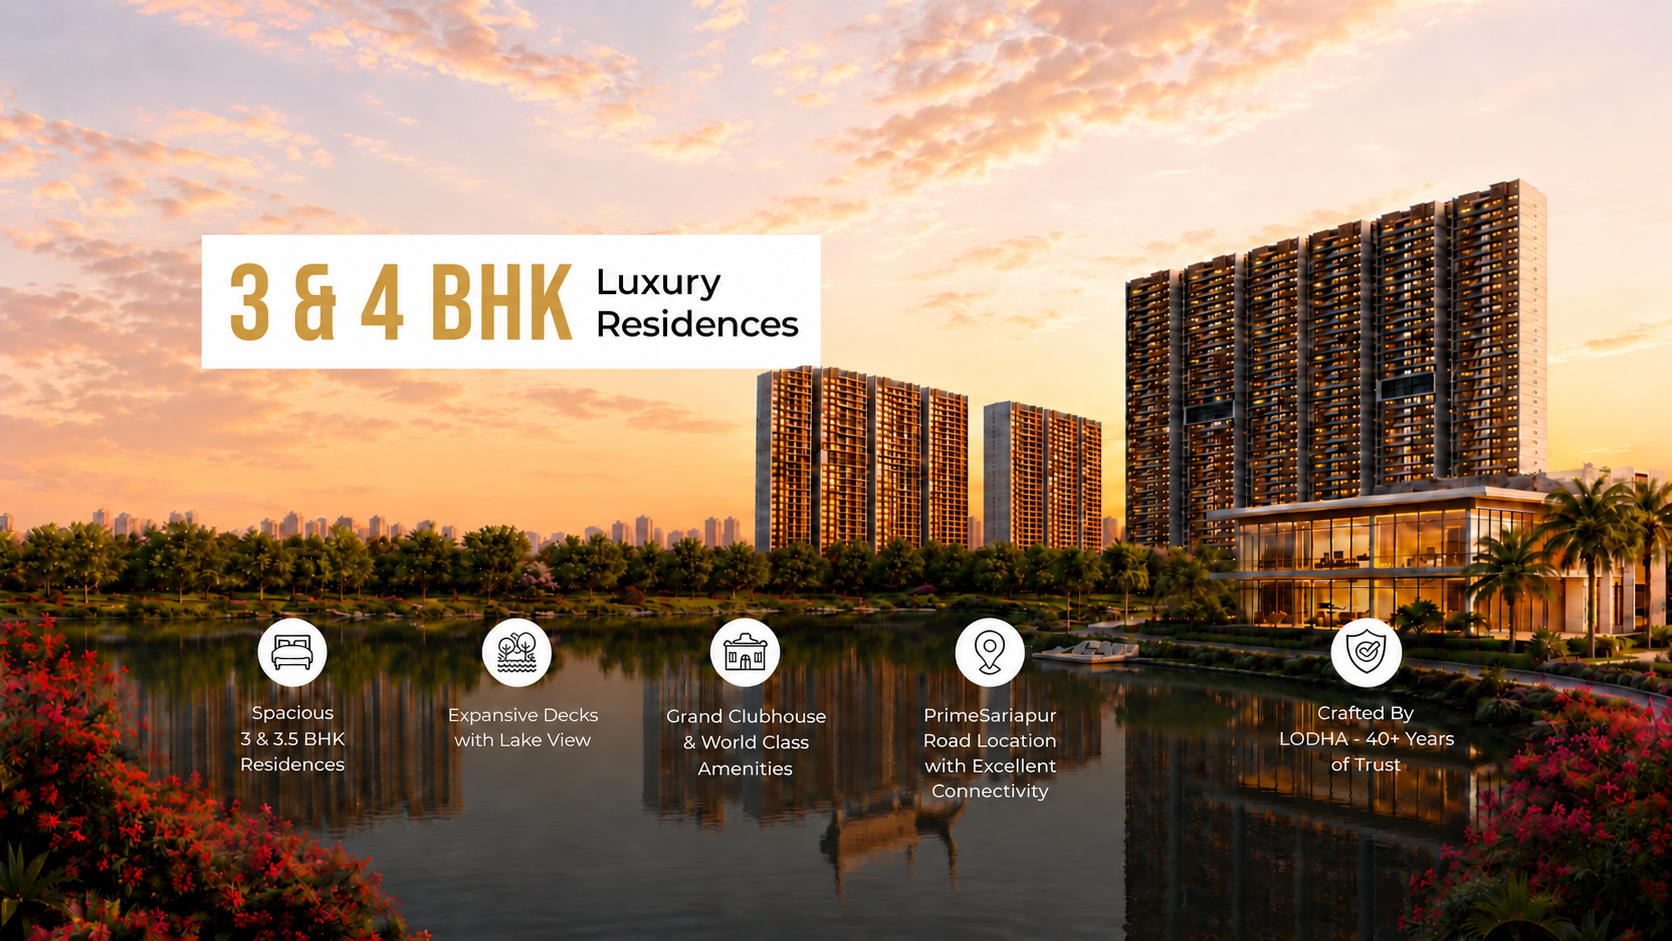 3 & 4 BHK
Luxury
Residences
Spacious
3 & 3.5 BHK
Residences
Expansive Decks
with Lake View
Grand Clubhouse
& World Class
Amenities
PrimeSariapur
Road Location
with Excellent
Connectivity
Crafted By
LODHA - 40+ Years
of Trust